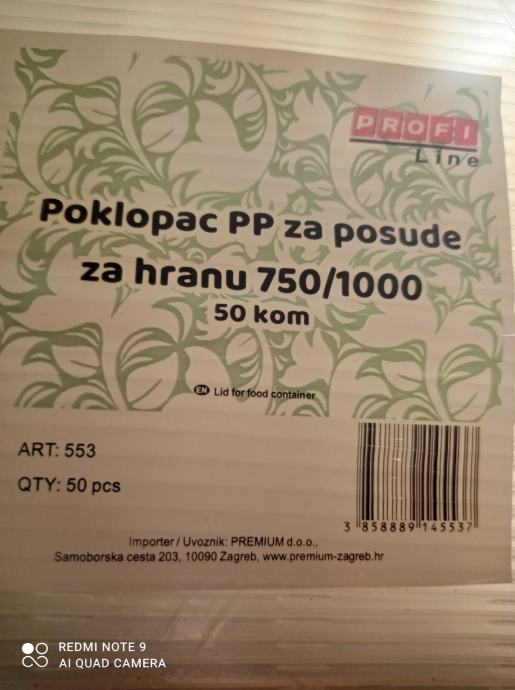 PROFI
Line
Poklopac PP za posude
za hranu 750/1000
50 kom
EN Lid for food container
ART: 553
QTY: 50 pcs
3 858889 145537
Importer / Uvoznik: PREMIUM d.o.o.,
Samoborska cesta 203, 10090 Zagreb, www.premium-zagreb.hr
REDMI NOTE 9
AI QUAD CAMERA